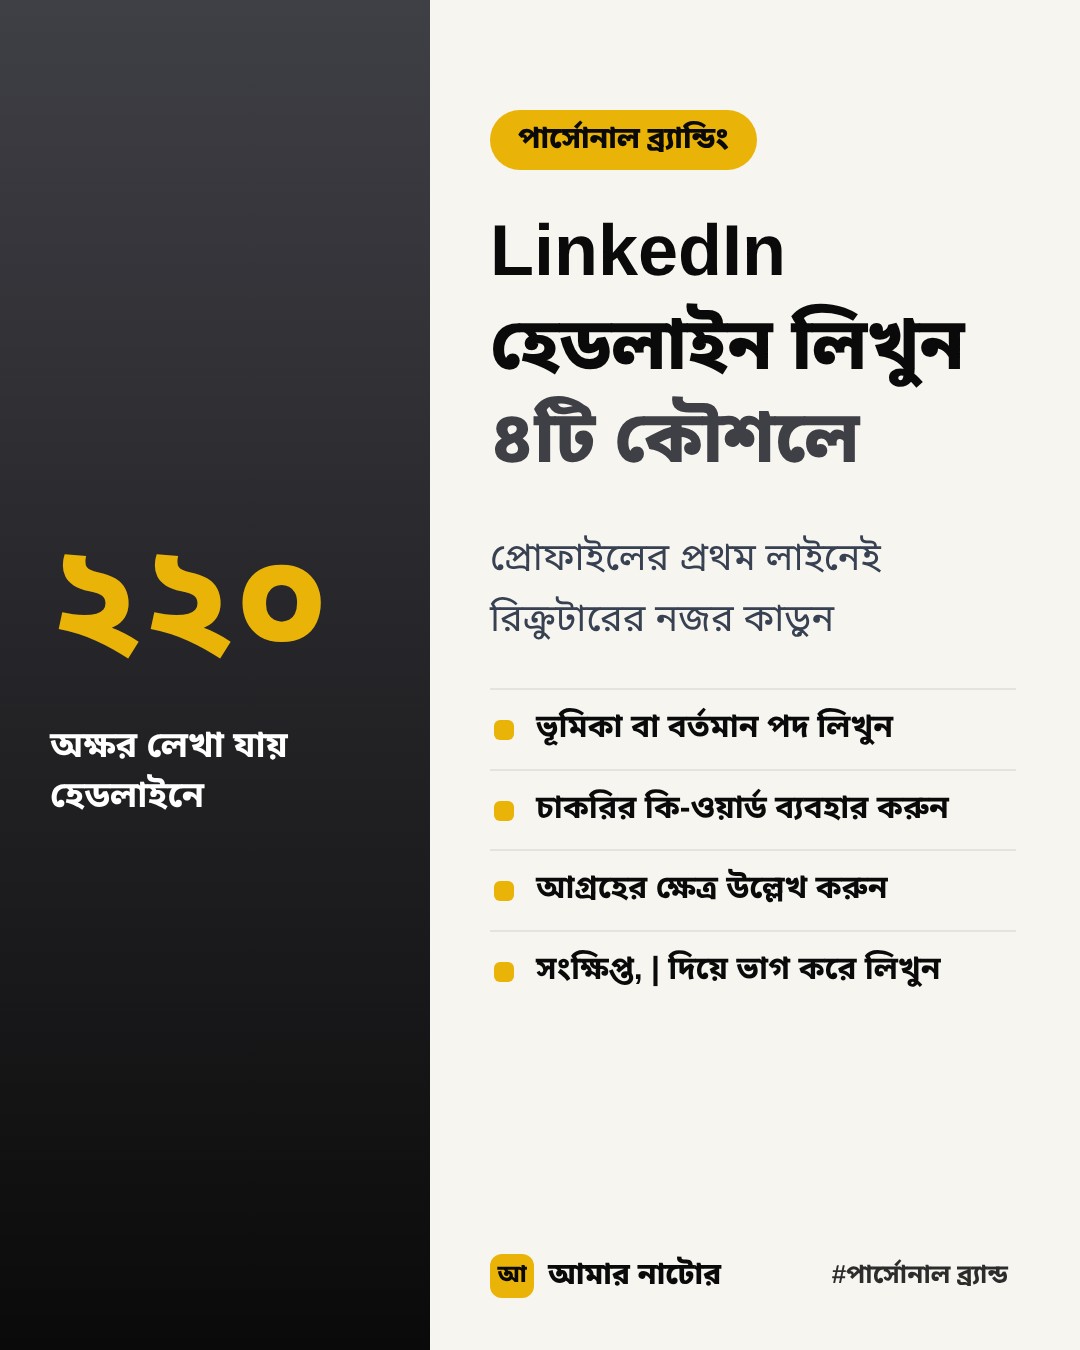 পার্সোনাল ব্র্যান্ডিং
LinkedIn
হেডলাইন লিখুন
৪টি কৌশলে
প্রোফাইলের প্রথম লাইনেই
রিক্রুটারের নজর কাড়ুন
২২০
অক্ষর লেখা যায়
হেডলাইনে
ভূমিকা বা বর্তমান পদ লিখুন
চাকরির কি-ওয়ার্ড ব্যবহার করুন
আগ্রহের ক্ষেত্র উল্লেখ করুন
সংক্ষিপ্ত, | দিয়ে ভাগ করে লিখুন
আ আমার নাটোর
#পার্সোনাল ব্র্যান্ড